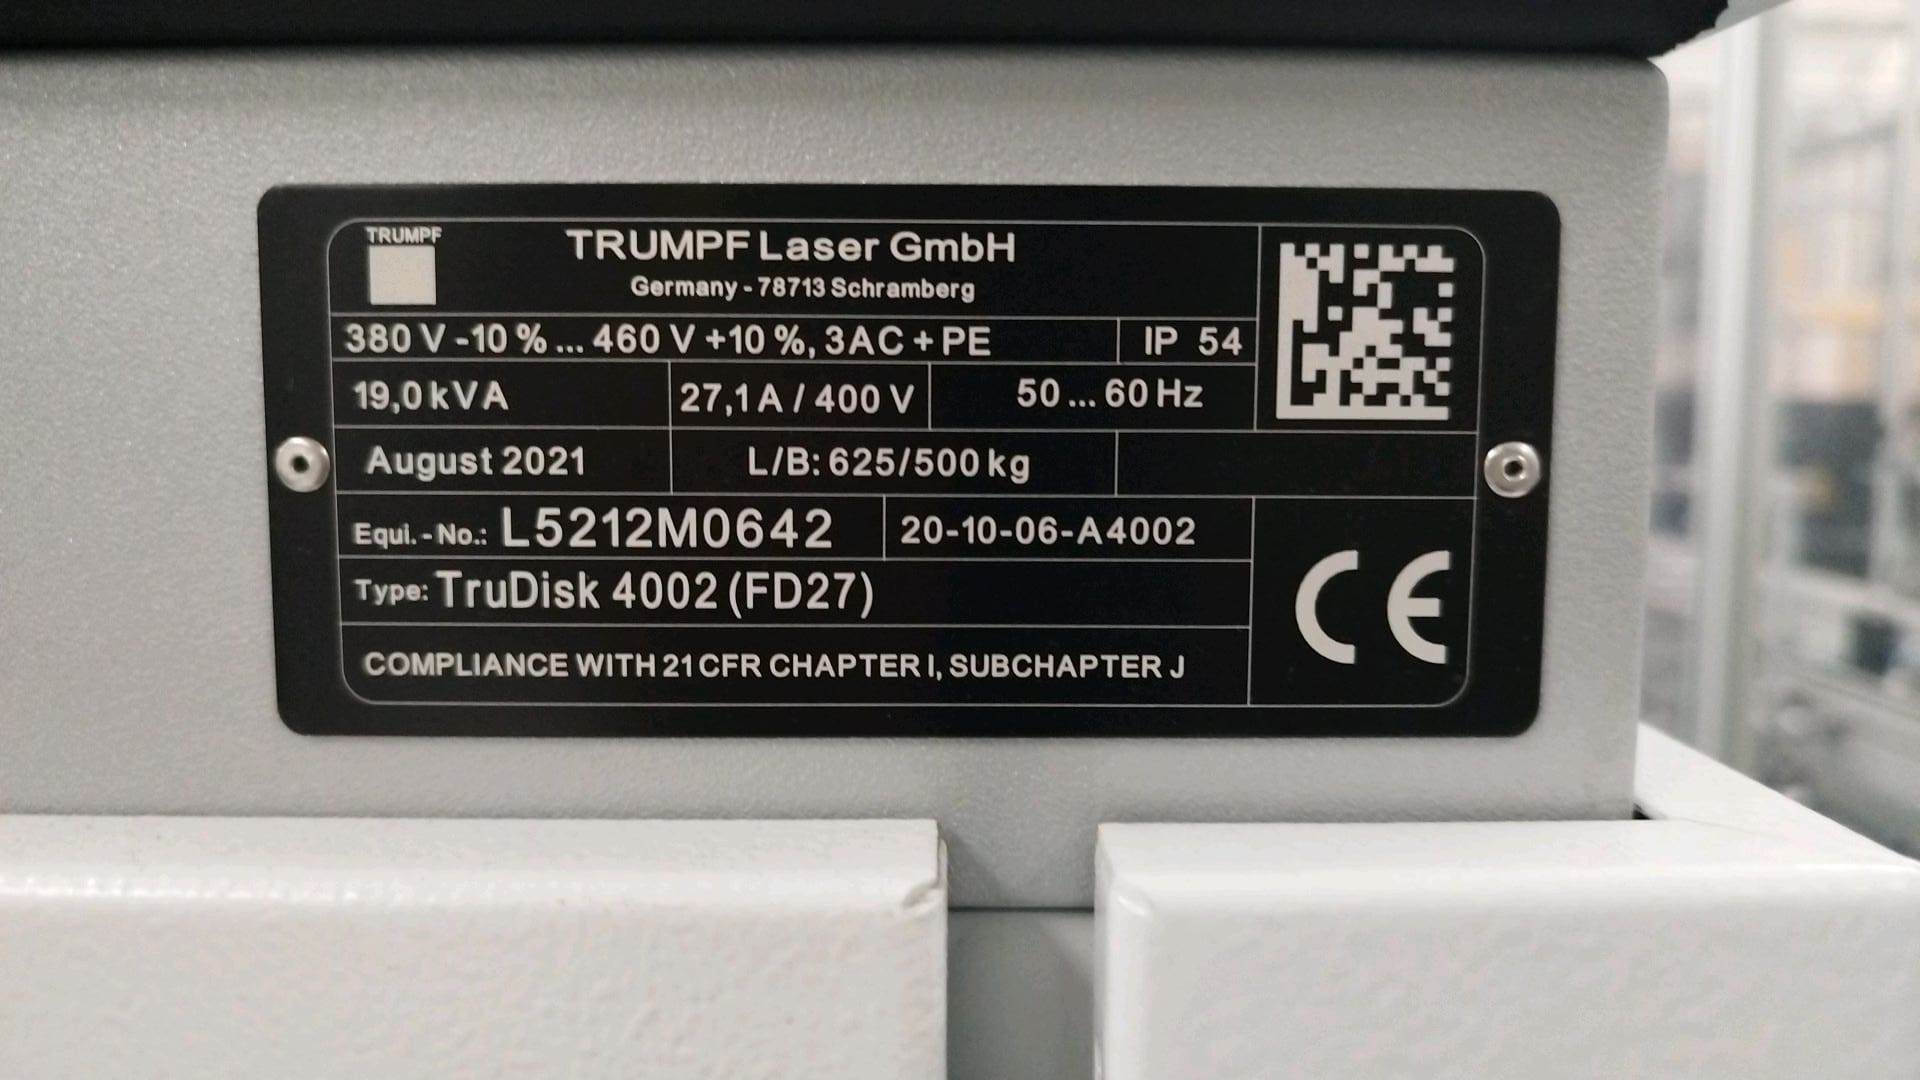 TRUMPF
TRUMPF Laser GmbH
Germany - 78713 Schramberg
380 V -10 % ... 460 V +10 %, 3AC + PE
IP 54
19,0 kVA
27,1 A / 400 V
50 ... 60 Hz
August 2021
L/B: 625/500 kg
Equi.-No.: L5212M0642
20-10-06-A4002
Type: TruDisk 4002 (FD27)
CE
COMPLIANCE WITH 21 CFR CHAPTER I, SUBCHAPTER J